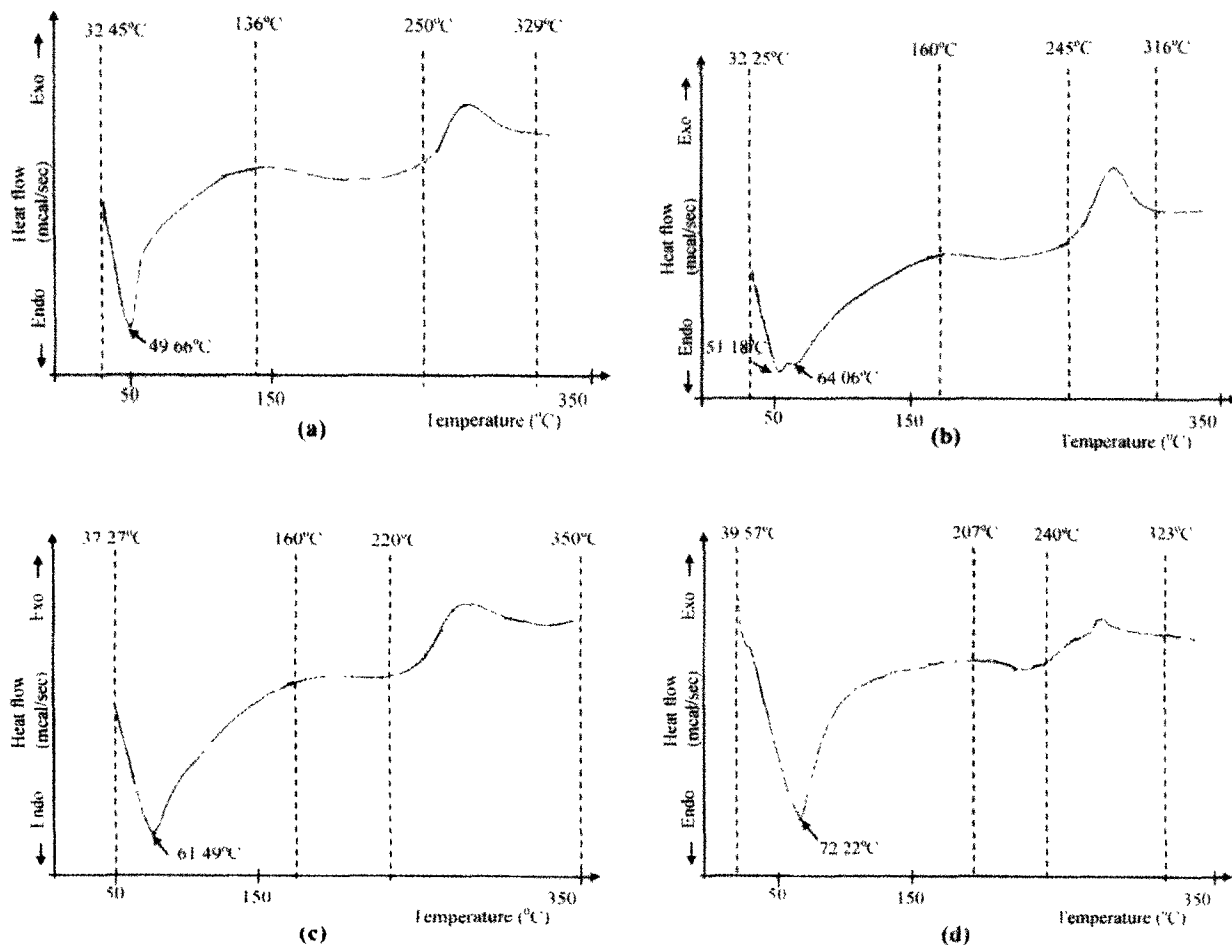 32 45°C
136°C
250°C
329°C
Exo
Heat flow
(mcal/sec)
Endo
49 66°C
50
150
350
Temperature (°C)
(a)
32 25°C
160°C
245°C
316°C
Exo
Heat flow
(mcal/sec)
Endo
51 18°C
64 06°C
50
150
350
Temperature (°C)
(b)
37 27°C
160°C
220°C
350°C
Exo
Heat flow
(mcal/sec)
Endo
61 49°C
50
150
350
Temperature (°C)
(c)
39 57°C
207°C
240°C
323°C
Exo
Heat flow
(mcal/sec)
Endo
72 22°C
50
150
350
Temperature (°C)
(d)